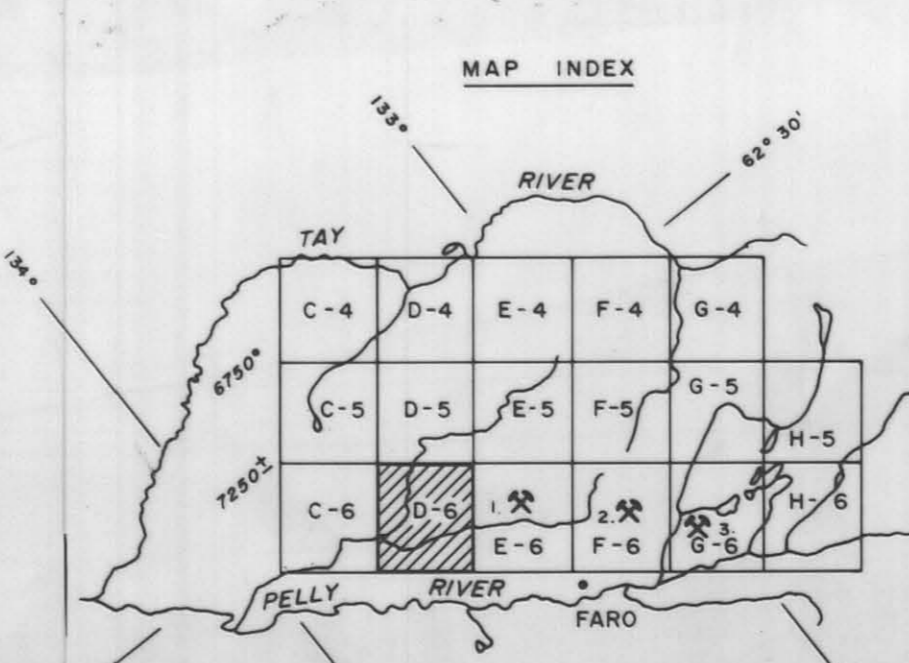 MAP INDEX
133°
62° 30'
RIVER
TAY
134°
C-4 D-4 E-4 F-4 G-4
6750°
G-5
C-5 D-5 E-5 F-5
H-5
7250±
C-6 D-6 1. 2. 3. H-6
E-6 F-6 G-6
PELLY RIVER
FARO